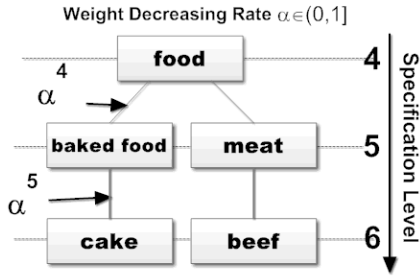 Weight Decreasing Rate α∈(0,1]
food 4
α⁴
baked food meat 5
α⁵
cake beef 6
Specification Level